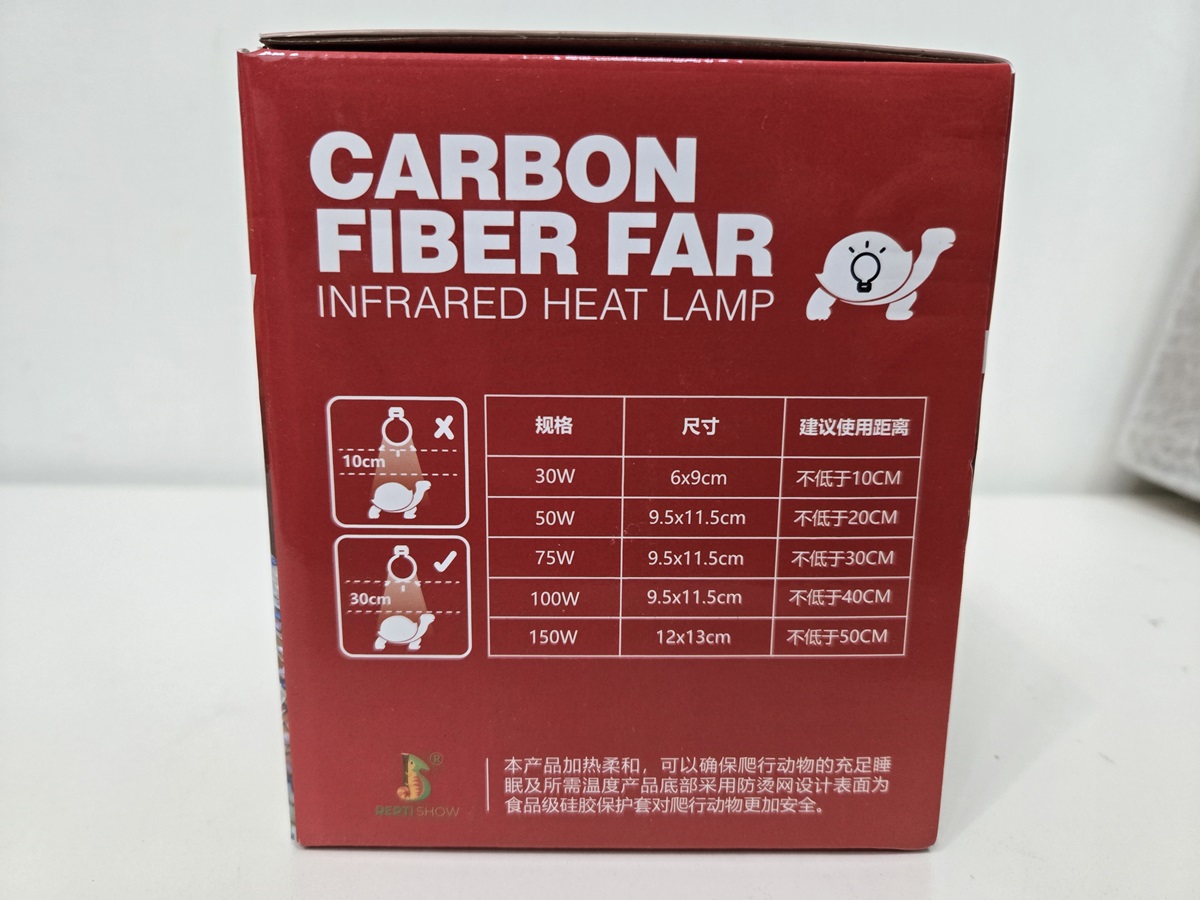 CARBON
FIBER FAR
INFRARED HEAT LAMP
10cm
30cm
规格 尺寸 建议使用距离
30W 6x9cm 不低于10CM
50W 9.5x11.5cm 不低于20CM
75W 9.5x11.5cm 不低于30CM
100W 9.5x11.5cm 不低于40CM
150W 12x13cm 不低于50CM
®
REPTI SHOW
本产品加热柔和，可以确保爬行动物的充足睡
眠及所需温度产品底部采用防烫网设计表面为
食品级硅胶保护套对爬行动物更加安全。